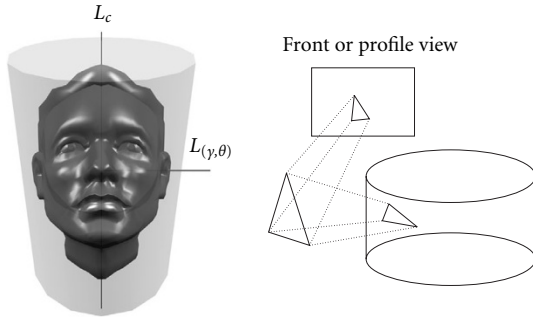 L_c
Front or profile view
L_(γ,θ)